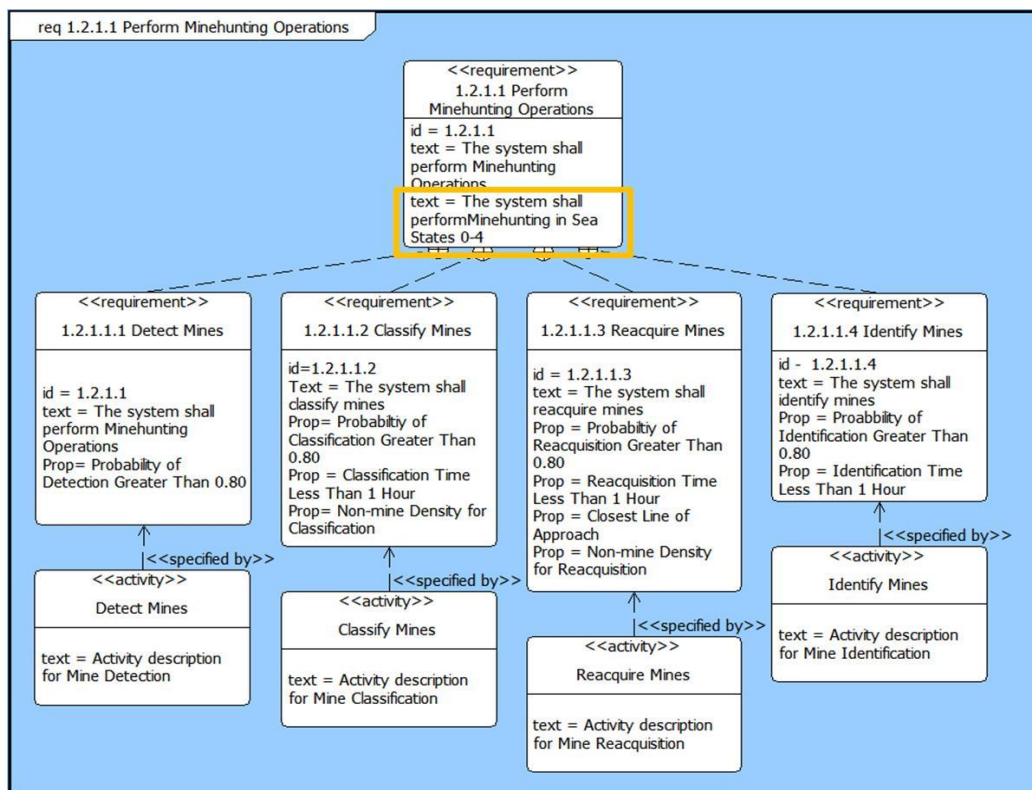 req 1.2.1.1 Perform Minehunting Operations
<<requirement>>
1.2.1.1 Perform
Minehunting Operations
id = 1.2.1.1
text = The system shall
perform Minehunting
Operations
text = The system shall
performMinehunting in Sea
States 0-4
<<requirement>>
1.2.1.1.1 Detect Mines
id = 1.2.1.1
text = The system shall
perform Minehunting
Operations
Prop= Probability of
Detection Greater Than 0.80
<<requirement>>
1.2.1.1.2 Classify Mines
id=1.2.1.1.2
Text = The system shall
classify mines
Prop= Probabiltiy of
Classification Greater Than
0.80
Prop = Classification Time
Less Than 1 Hour
Prop= Non-mine Density for
Classification
<<requirement>>
1.2.1.1.3 Reacquire Mines
id = 1.2.1.1.3
text = The system shall
reacquire mines
Prop = Probabiltiy of
Reacquisition Greater Than
0.80
Prop = Reacquisition Time
Less Than 1 Hour
Prop = Closest Line of
Approach
Prop = Non-mine Density
for Reacquisition
<<requirement>>
1.2.1.1.4 Identify Mines
id - 1.2.1.1.4
text = The system shall
identify mines
Prop = Proabbility of
Identification Greater Than
0.80
Prop = Identification Time
Less Than 1 Hour
<<specified by>>
<<specified by>>
<<specified by>>
<<specified by>>
<<activity>>
Detect Mines
text = Activity description
for Mine Detection
<<activity>>
Classify Mines
text = Activity description
for Mine Classification
<<activity>>
Reacquire Mines
text = Activity description
for Mine Reacquisition
<<activity>>
Identify Mines
text = Activity description
for Mine Identification